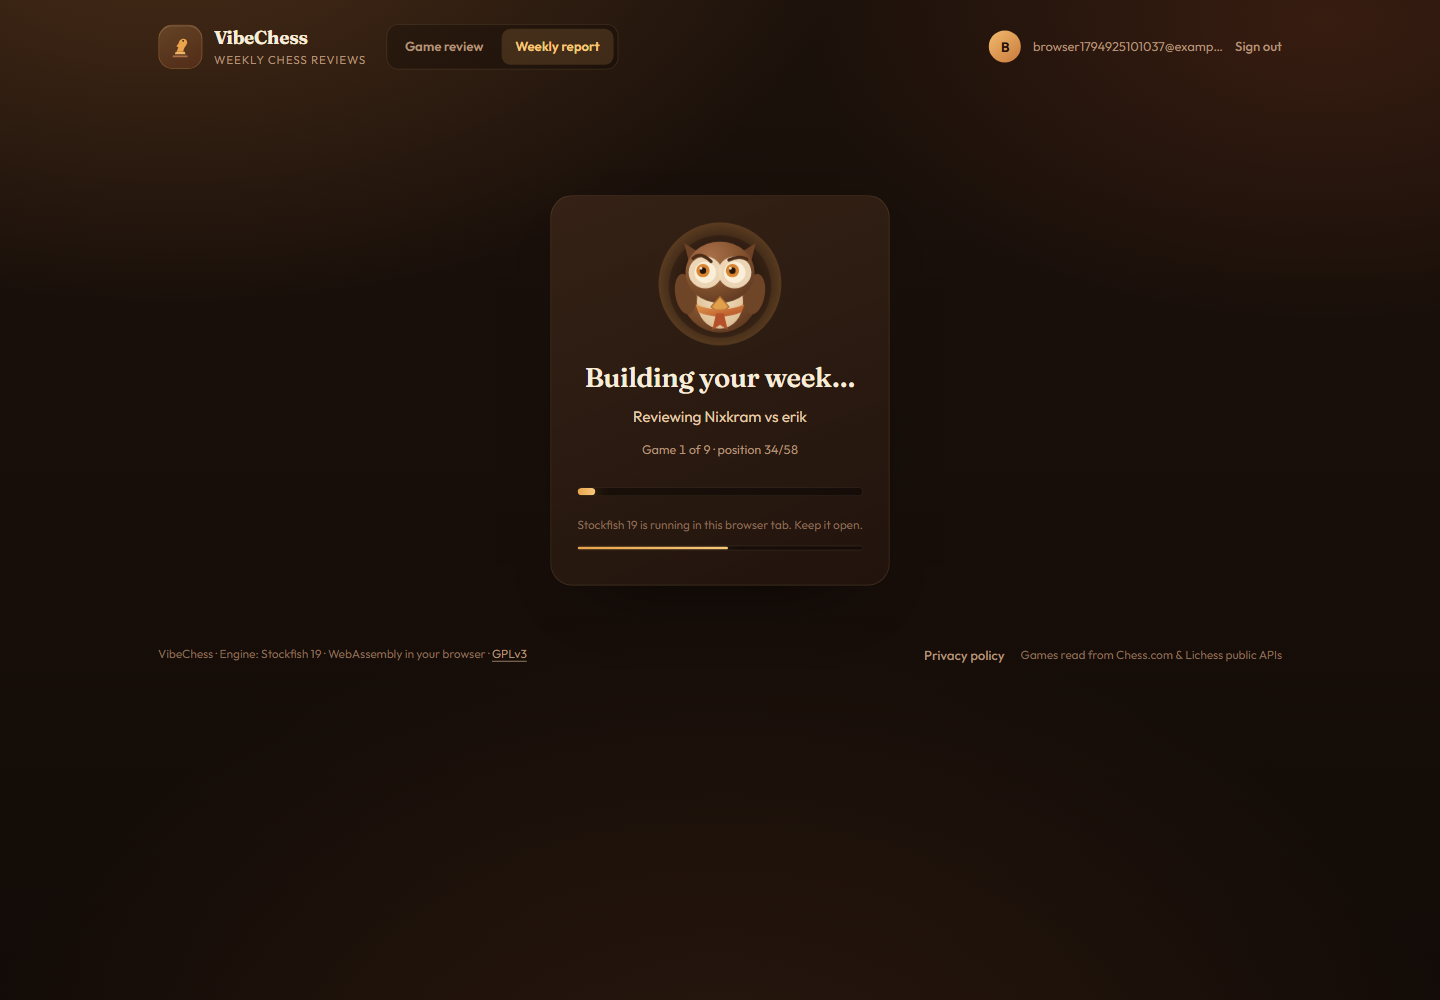 VibeChess
WEEKLY CHESS REVIEWS
Game review
Weekly report
B
browser1794925101037@examp...
Sign out
Building your week...
Reviewing Nixkram vs erik
Game 1 of 9 · position 34/58
Stockfish 19 is running in this browser tab. Keep it open.
VibeChess · Engine: Stockfish 19 · WebAssembly in your browser · GPLv3
Privacy policy
Games read from Chess.com & Lichess public APIs